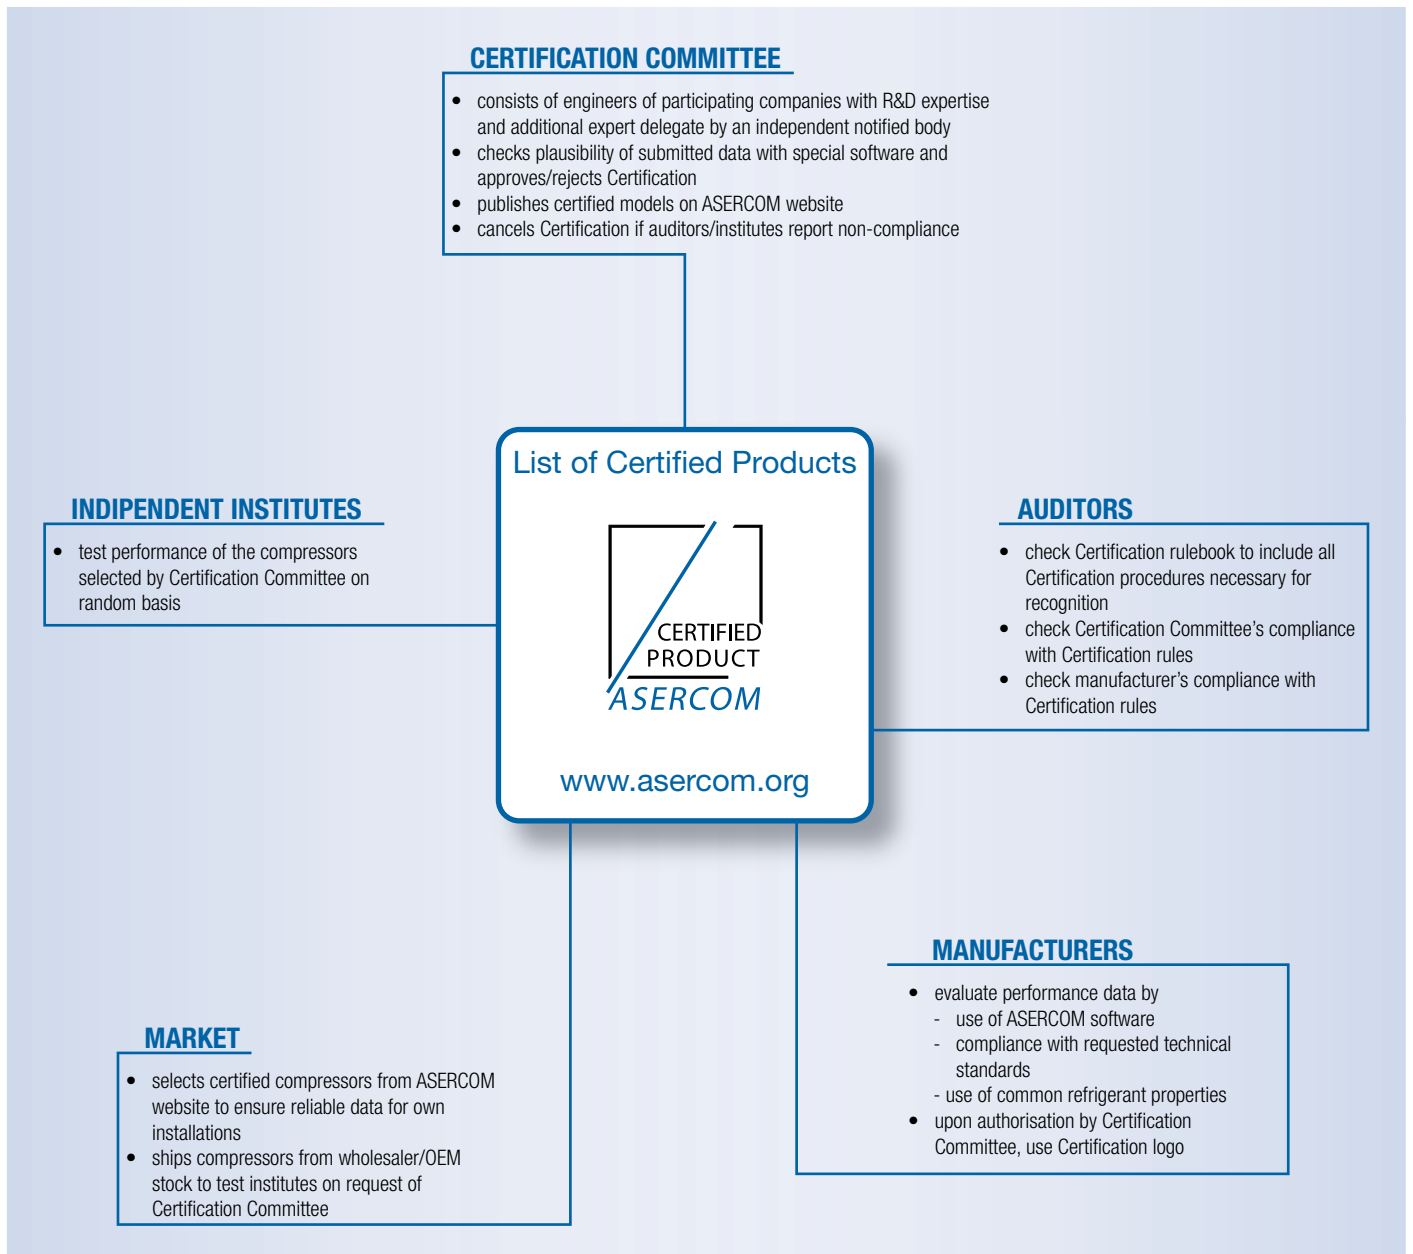 CERTIFICATION COMMITTEE
• consists of engineers of participating companies with R&D expertise
and additional expert delegate by an independent notified body
• checks plausibility of submitted data with special software and
approves/rejects Certification
• publishes certified models on ASERCOM website
• cancels Certification if auditors/institutes report non-compliance
List of Certified Products
CERTIFIED
PRODUCT
ASERCOM
www.asercom.org
INDIPENDENT INSTITUTES
• test performance of the compressors
selected by Certification Committee on
random basis
AUDITORS
• check Certification rulebook to include all
Certification procedures necessary for
recognition
• check Certification Committee’s compliance
with Certification rules
• check manufacturer’s compliance with
Certification rules
MANUFACTURERS
• evaluate performance data by
- use of ASERCOM software
- compliance with requested technical
standards
- use of common refrigerant properties
• upon authorisation by Certification
Committee, use Certification logo
MARKET
• selects certified compressors from ASERCOM
website to ensure reliable data for own
installations
• ships compressors from wholesaler/OEM
stock to test institutes on request of
Certification Committee